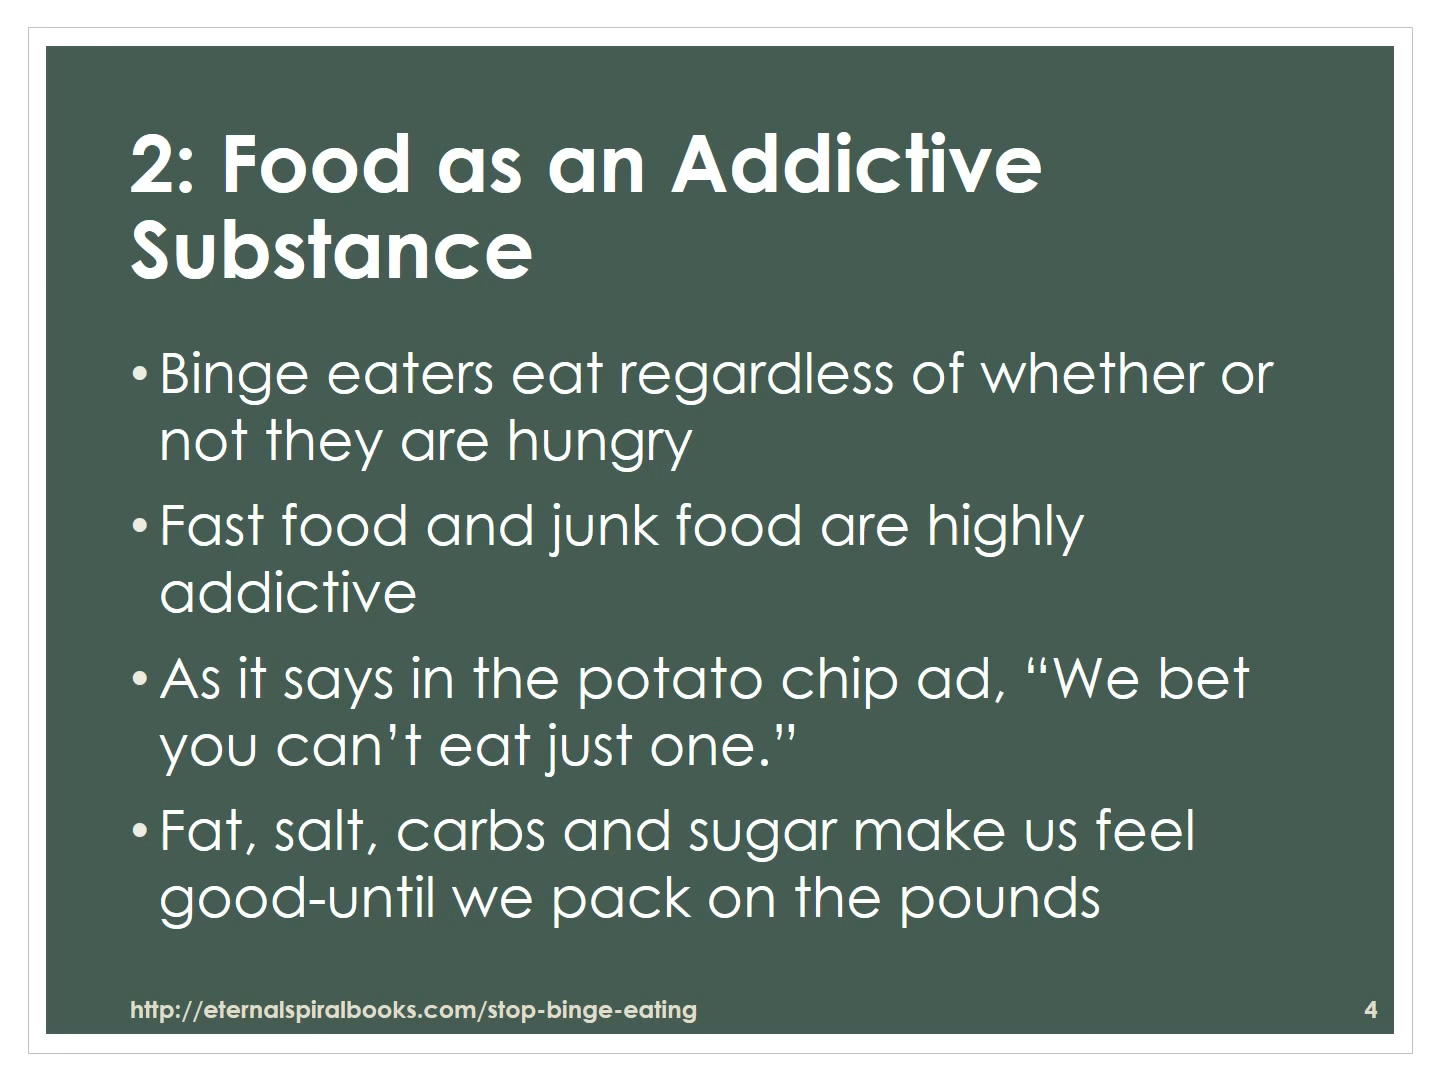 2: Food as an Addictive
Substance
• Binge eaters eat regardless of whether or
not they are hungry
• Fast food and junk food are highly
addictive
• As it says in the potato chip ad, “We bet
you can’t eat just one.”
• Fat, salt, carbs and sugar make us feel
good-until we pack on the pounds
http://eternalspiralbooks.com/stop-binge-eating
4